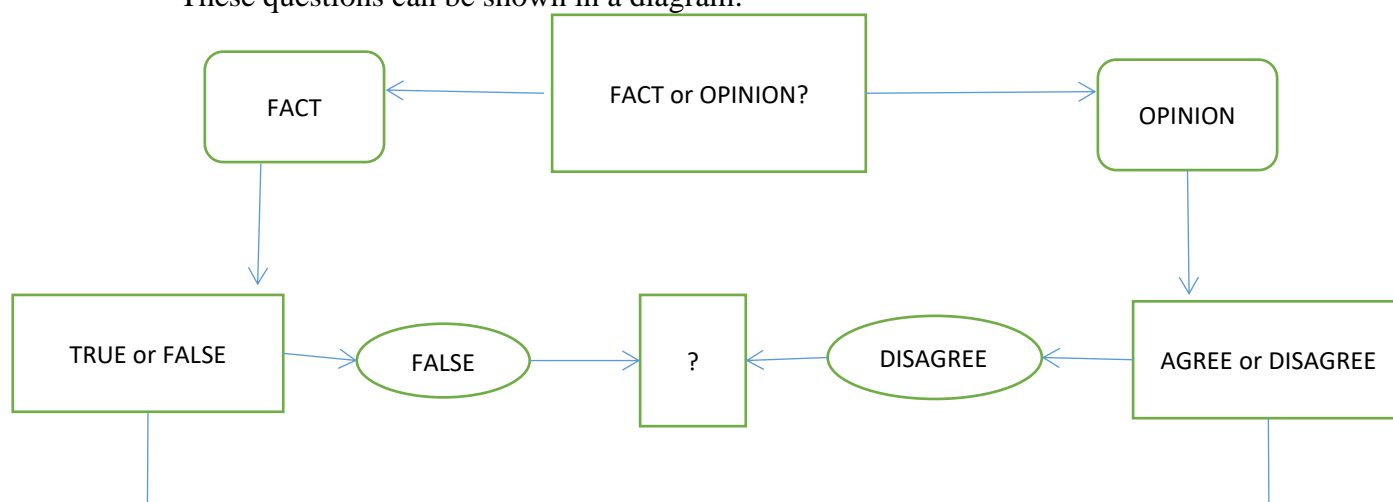 These questions can be shown in a diagram:
FACT or OPINION?
FACT
OPINION
TRUE or FALSE
FALSE
?
DISAGREE
AGREE or DISAGREE